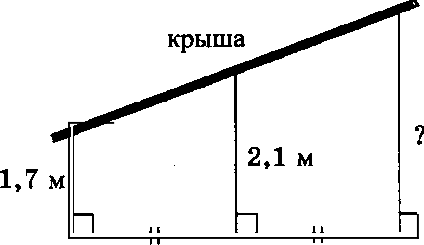 крыша
2,1 м
?
1,7 м